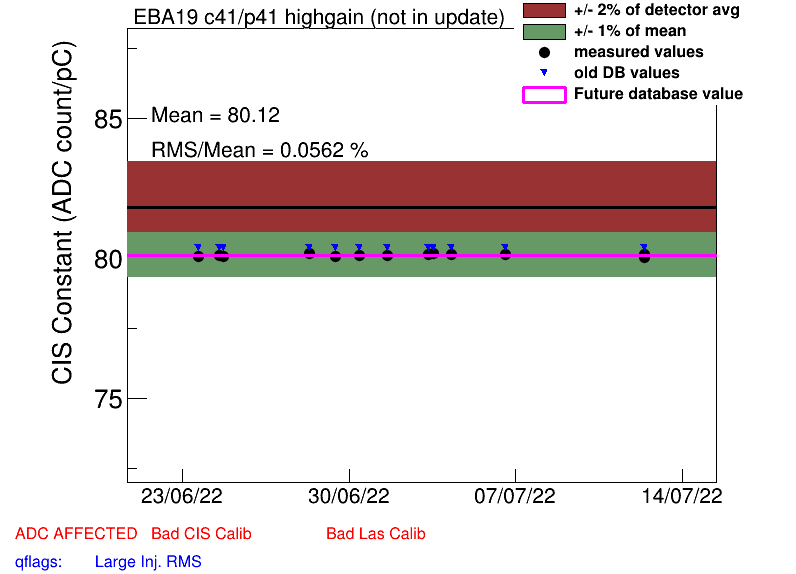 EBA19 c41/p41 highgain (not in update)
+/- 2% of detector avg
+/- 1% of mean
measured values
old DB values
Future database value
Mean = 80.12
RMS/Mean = 0.0562 %
CIS Constant (ADC count/pC)
85
80
75
23/06/22 30/06/22 07/07/22 14/07/22
ADC AFFECTED Bad CIS Calib Bad Las Calib
qflags: Large Inj. RMS